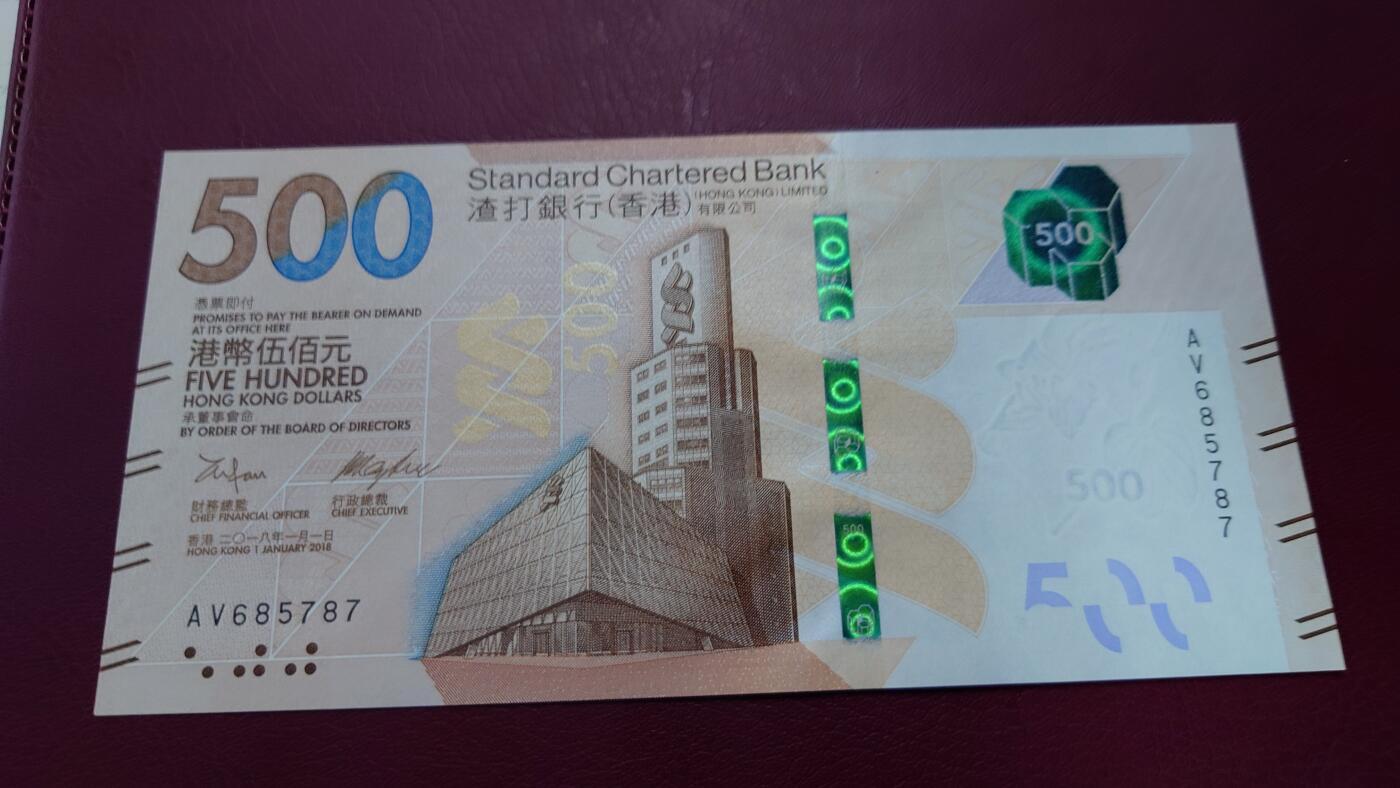 500
Standard Chartered Bank
(HONG KONG) LIMITED
渣打銀行(香港)有限公司
憑票即付
PROMISES TO PAY THE BEARER ON DEMAND
AT ITS OFFICE HERE
港幣伍佰元
FIVE HUNDRED
HONG KONG DOLLARS
承董事會命
BY ORDER OF THE BOARD OF DIRECTORS
財務總監
CHIEF FINANCIAL OFFICER
行政總裁
CHIEF EXECUTIVE
香港 二〇一八年一月一日
HONG KONG 1 JANUARY 2018
AV685787
500
500
500
AV685787
500
500